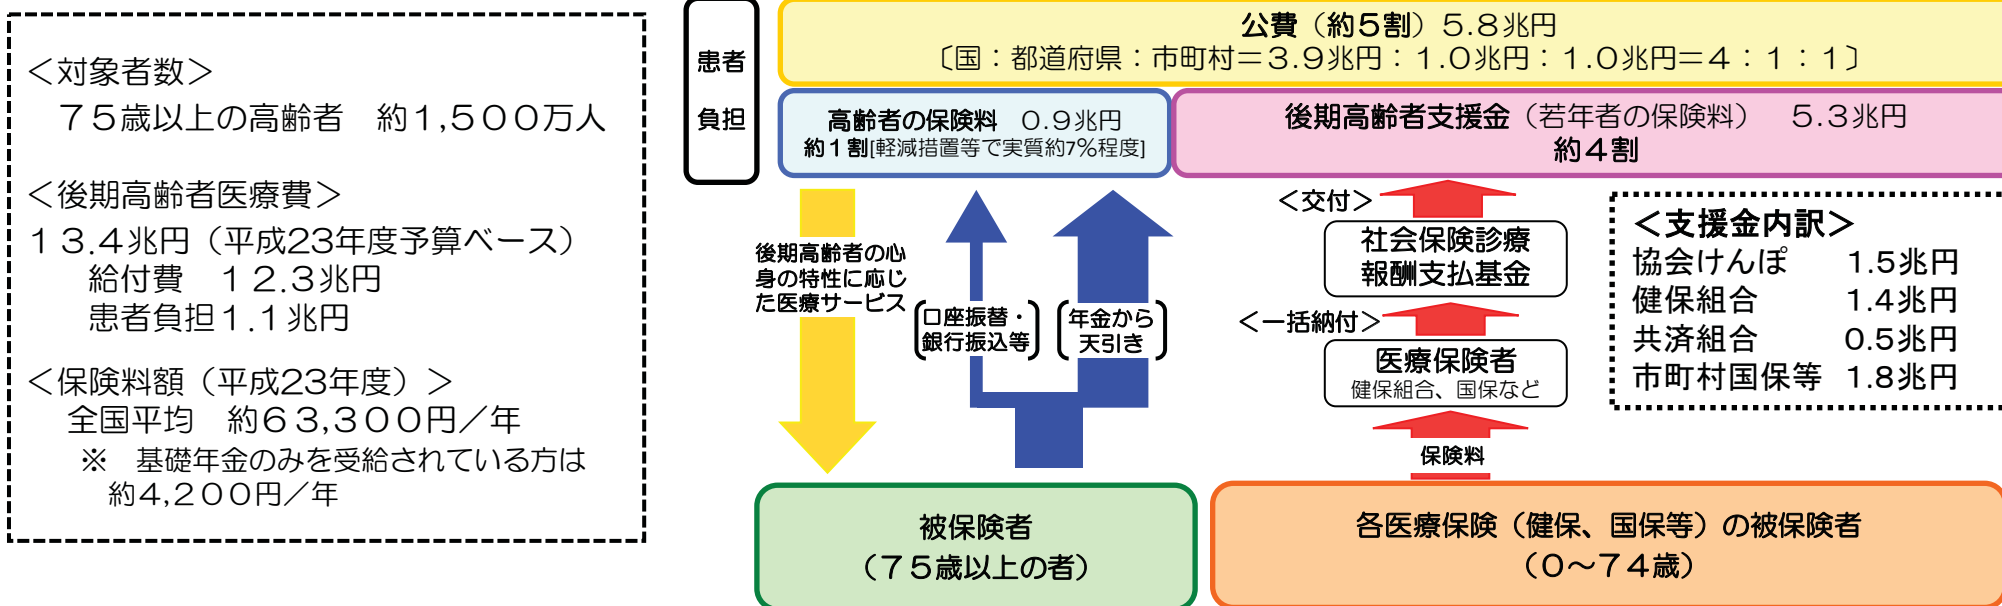 ＜対象者数＞
７５歳以上の高齢者　約１,５００万人
＜後期高齢者医療費＞
１３.４兆円（平成23年度予算ベース）
給付費　１２.３兆円
患者負担１.１兆円
＜保険料額（平成23年度）＞
全国平均　約６３,３００円／年
※　基礎年金のみを受給されている方は
約４,２００円／年
患者
負担
公費（約５割）５.８兆円
〔国：都道府県：市町村＝３.９兆円：１.０兆円：１.０兆円＝４：１：１〕
高齢者の保険料　０.９兆円
約１割[軽減措置等で実質約7％程度]
後期高齢者支援金（若年者の保険料）　５.３兆円
約４割
後期高齢者の心
身の特性に応じ
た医療サービス
口座振替・
銀行振込等
年金から
天引き
＜交付＞
社会保険診療
報酬支払基金
＜一括納付＞
医療保険者
健保組合、国保など
保険料
＜支援金内訳＞
協会けんぽ　1.5兆円
健保組合　1.4兆円
共済組合　0.5兆円
市町村国保等　1.8兆円
被保険者
（７５歳以上の者）
各医療保険（健保、国保等）の被保険者
（０～７４歳）